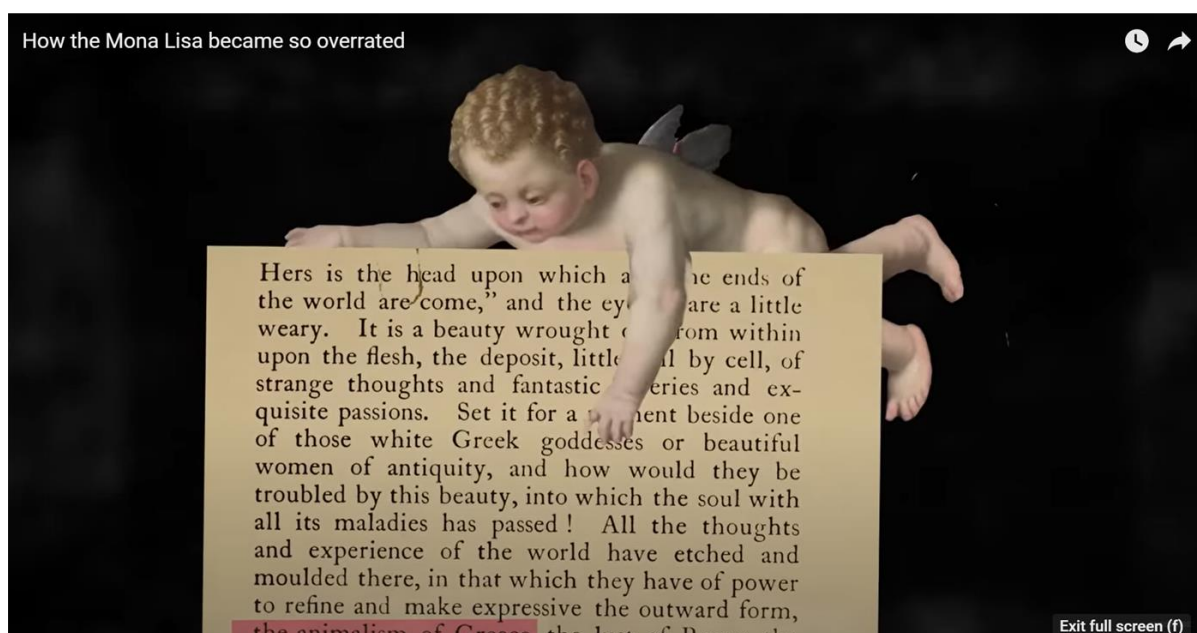 How the Mona Lisa became so overrated
Hers is the head upon which ends of
the world are come,” and the are a little
weary. It is a beauty wrought within
upon the flesh, the deposit, little by cell, of
strange thoughts and fantastic and ex-
quisite passions. Set it for a beside one
of those white Greek goddesses or beautiful
women of antiquity, and how would they be
troubled by this beauty, into which the soul with
all its maladies has passed ! All the thoughts
and experience of the world have etched and
moulded there, in that which they have of power
to refine and make expressive the outward form,
the animalism of Greece, the
Exit full screen (f)